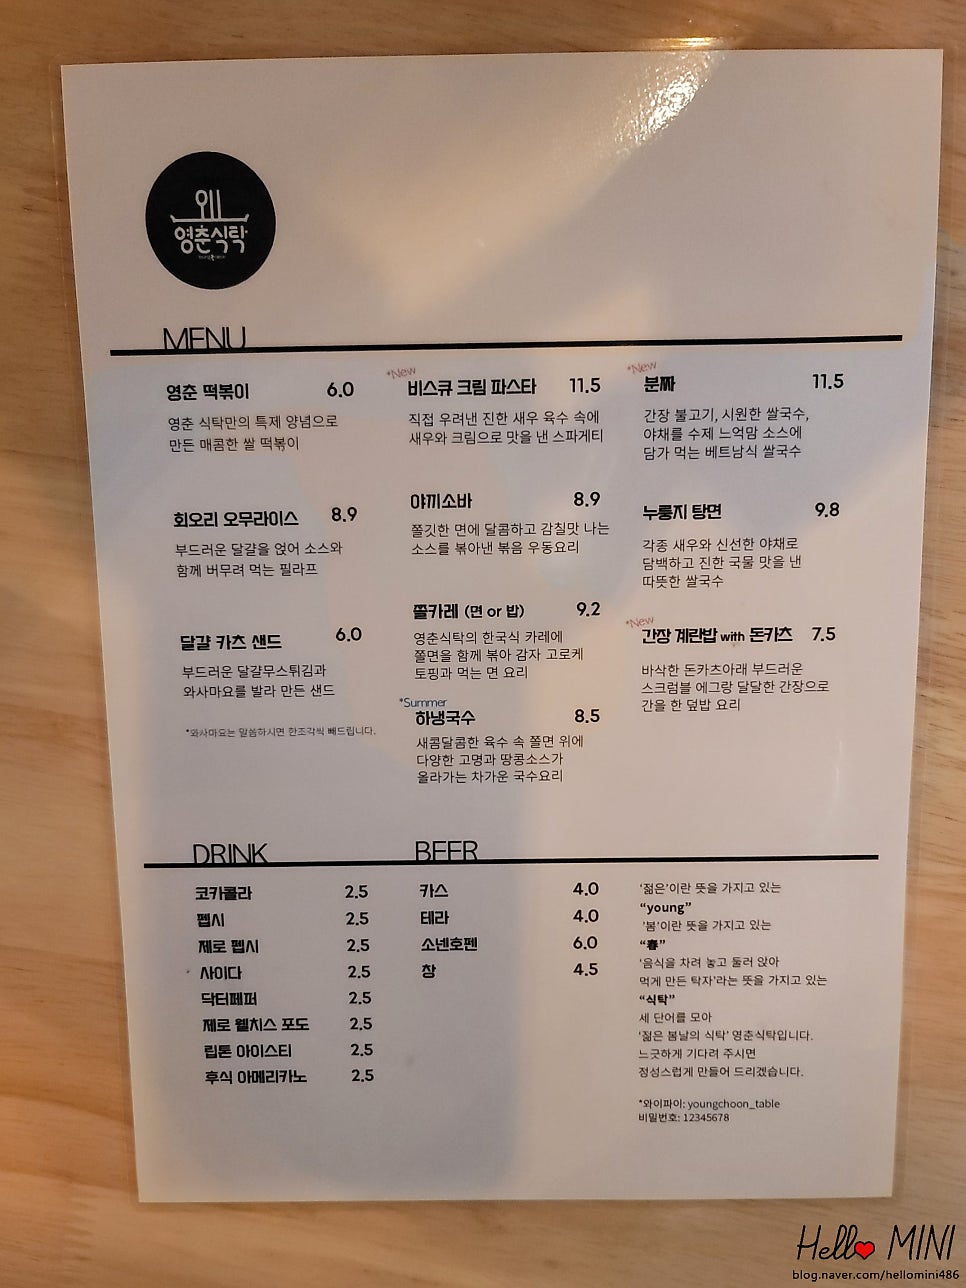 영춘식탁
MENU
영춘 떡볶이 6.0
영춘 식탁만의 특제 양념으로
만든 매콤한 쌀 떡볶이
회오리 오무라이스 8.9
부드러운 달걀을 얹어 소스와
함께 버무려 먹는 필라프
달걀 카츠 샌드 6.0
부드러운 달걀무스튀김과
와사마요를 발라 만든 샌드
*와사마요는 말씀하시면 한조각씩 빼드립니다.
*New
비스큐 크림 파스타 11.5
직접 우려낸 진한 새우 육수 속에
새우와 크림으로 맛을 낸 스파게티
야끼소바 8.9
쫄깃한 면에 달콤하고 감칠맛 나는
소스를 볶아낸 볶음 우동요리
쫄카레 (면 or 밥) 9.2
영춘식탁의 한국식 카레에
쫄면을 함께 볶아 감자 고로케
토핑과 먹는 면 요리
*Summer
하냉국수 8.5
새콤달콤한 육수 속 쫄면 위에
다양한 고명과 땅콩소스가
올라가는 차가운 국수요리
*New
분짜 11.5
간장 불고기, 시원한 쌀국수,
야채를 수제 느억맘 소스에
담가 먹는 베트남식 쌀국수
누룽지 탕면 9.8
각종 새우와 신선한 야채로
담백하고 진한 국물 맛을 낸
따뜻한 쌀국수
*New
간장 계란밥 with 돈카츠 7.5
바삭한 돈카츠아래 부드러운
스크럼블 에그랑 달달한 간장으로
간을 한 덮밥 요리
DRINK
코카콜라 2.5
펩시 2.5
제로 펩시 2.5
사이다 2.5
닥터페퍼 2.5
제로 웰치스 포도 2.5
립톤 아이스티 2.5
후식 아메리카노 2.5
BEER
카스 4.0
테라 4.0
소넨호펜 6.0
창 4.5
'젊은'이란 뜻을 가지고 있는
"young"
'봄'이란 뜻을 가지고 있는
"春"
'음식을 차려 놓고 둘러 앉아
먹게 만든 탁자'라는 뜻을 가지고 있는
"식탁"
세 단어를 모아
'젊은 봄날의 식탁' 영춘식탁입니다.
느긋하게 기다려 주시면
정성스럽게 만들어 드리겠습니다.
*와이파이: youngchoon_table
비밀번호: 12345678
Hello MINI
blog.naver.com/hellomini486